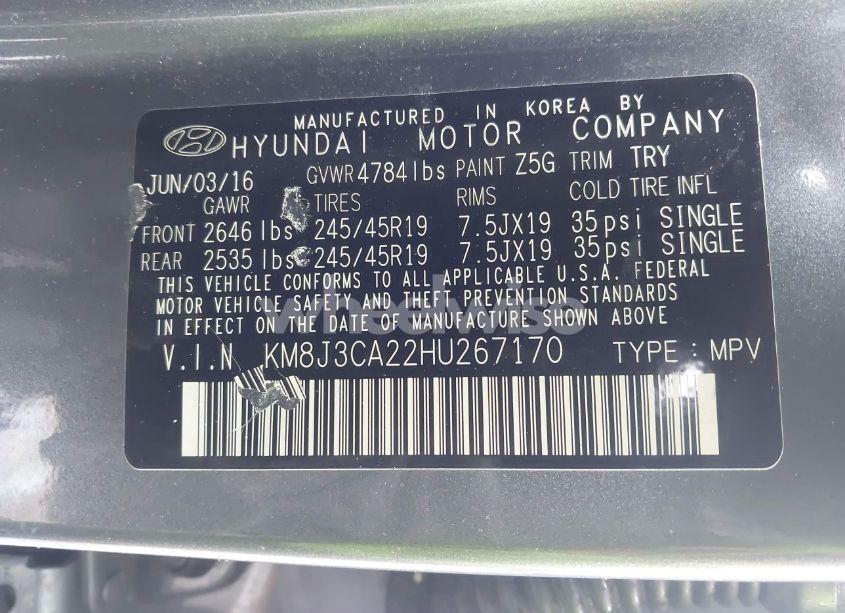 MANUFACTURED IN KOREA BY
HYUNDAI MOTOR COMPANY
JUN/03/16 GVWR 4784 lbs PAINT Z5G TRIM TRY
GAWR TIRES RIMS COLD TIRE INFL
FRONT 2646 lbs 245/45R19 7.5JX19 35psi SINGLE
REAR 2535 lbs 245/45R19 7.5JX19 35psi SINGLE
THIS VEHICLE CONFORMS TO ALL APPLICABLE U.S.A. FEDERAL
MOTOR VEHICLE SAFETY AND THEFT PREVENTION STANDARDS
IN EFFECT ON THE DATE OF MANUFACTURE SHOWN ABOVE
wheelwiss
V.I.N KM8J3CA22HU267170 TYPE : MPV